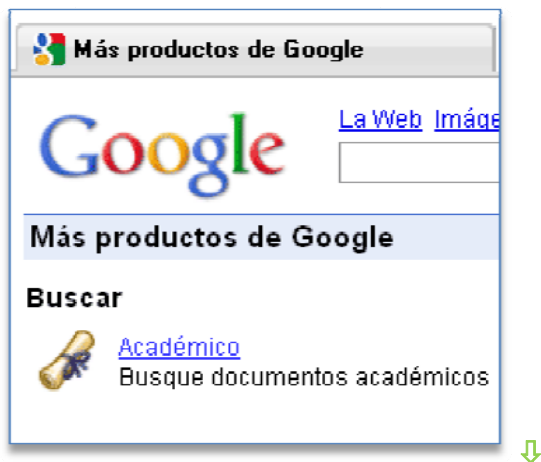 Más productos de Google
Google
La Web Imáge
Más productos de Google
Buscar
Académico
Busque documentos académicos